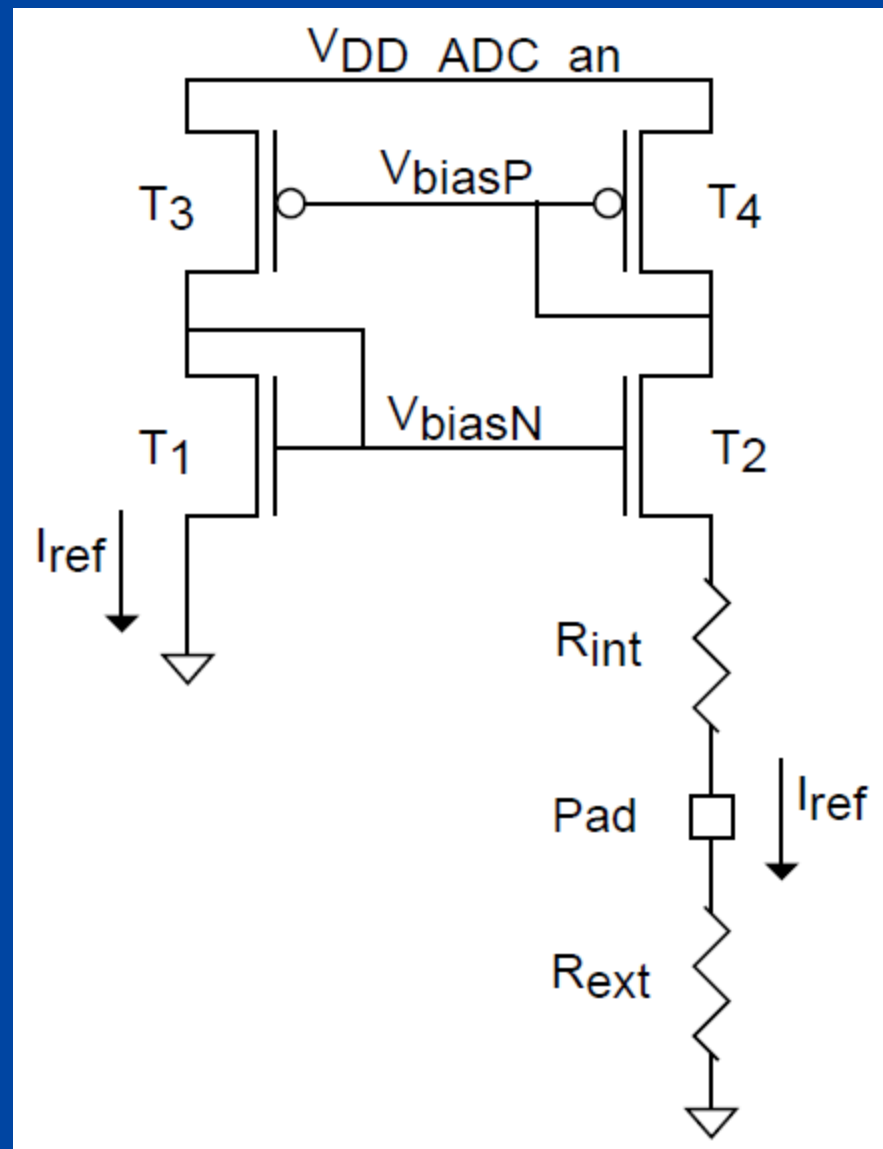 VDD ADC an
VbiasP
T3
T4
VbiasN
T1
T2
Iref
Rint
Pad
Iref
Rext